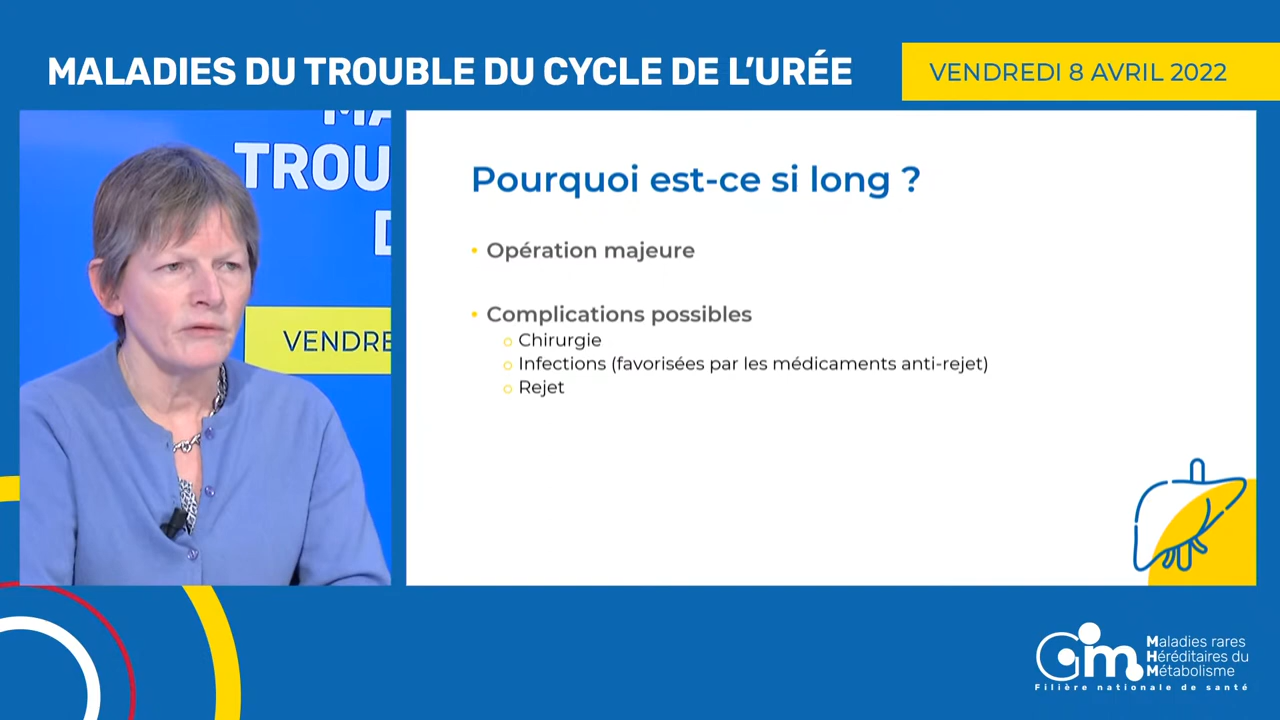 MALADIES DU TROUBLE DU CYCLE DE L'URÉE
VENDREDI 8 AVRIL 2022
MA
TROU
D
VENDRE
Pourquoi est-ce si long ?
• Opération majeure
• Complications possibles
o Chirurgie
o Infections (favorisées par les médicaments anti-rejet)
o Rejet
Maladies rares
Héréditaires du
Métabolisme
Filière nationale de santé